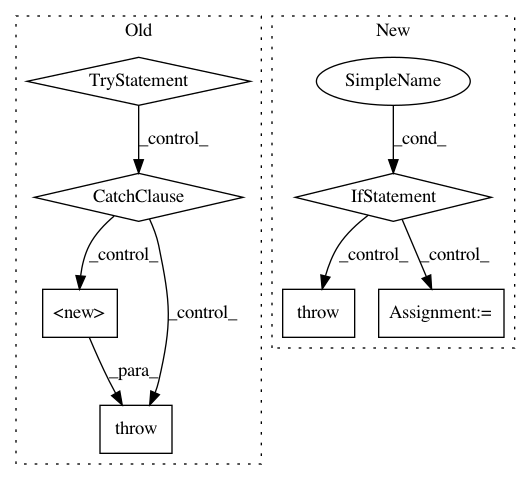 Old
TryStatement
_control_
CatchClause
_control_
<new>
_control_
_para_
throw
New
SimpleName
_cond_
IfStatement
_control_
_control_
throw
Assignment:=